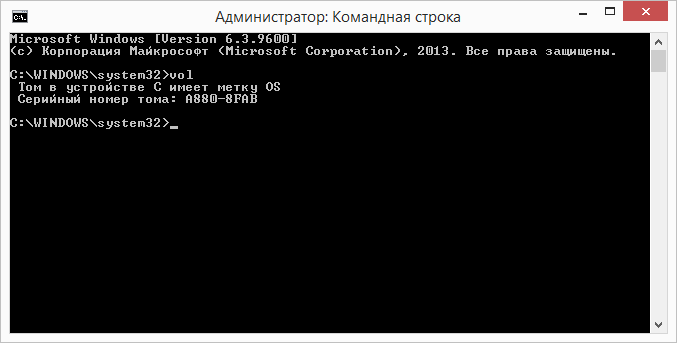 Администратор: Командная строка
Microsoft Windows [Version 6.3.9600]
(c) Корпорация Майкрософт (Microsoft Corporation), 2013. Все права защищены.
C:\WINDOWS\system32>vol
Том в устройстве C имеет метку OS
Серийный номер тома: A880-8FAB
C:\WINDOWS\system32>_